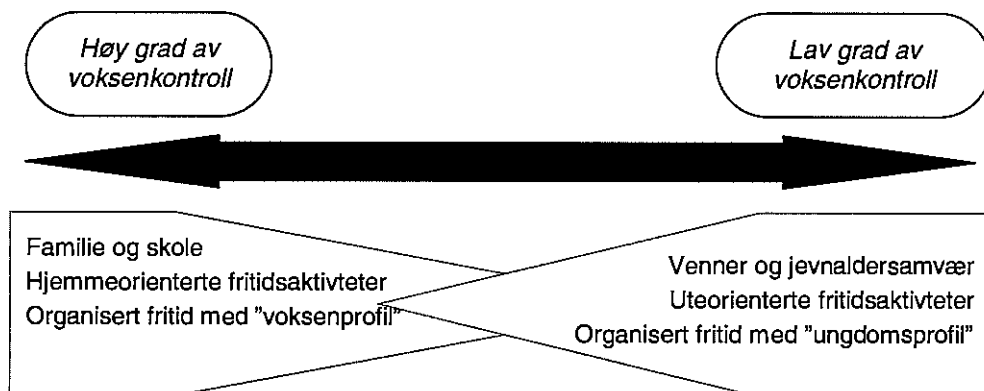 Høy grad av
voksenkontroll
Lav grad av
voksenkontroll
Familie og skole
Hjemmeorienterte fritidsaktivteter
Organisert fritid med "voksenprofil"
Venner og jevnaldersamvær
Uteorienterte fritidsaktivteter
Organisert fritid med "ungdomsprofil"